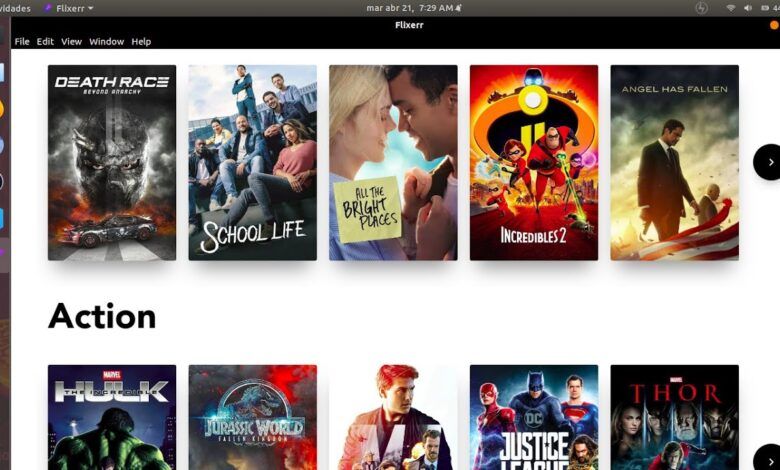 vidades
Flixerr
mar abr 21, 7:29 AM
Flixerr
File Edit View Window Help
DEATH RACE
BEYOND ANARCHY
SCHOOL LIFE
ALL THE
BRIGHT
PLACES
INCREDIBLES 2
ANGEL HAS FALLEN
Action
MARVEL
THE INCREDIBLE
HULK
JURASSIC WORLD
FALLEN KINGDOM
JUSTICE
LEAGUE
MARVEL
THOR